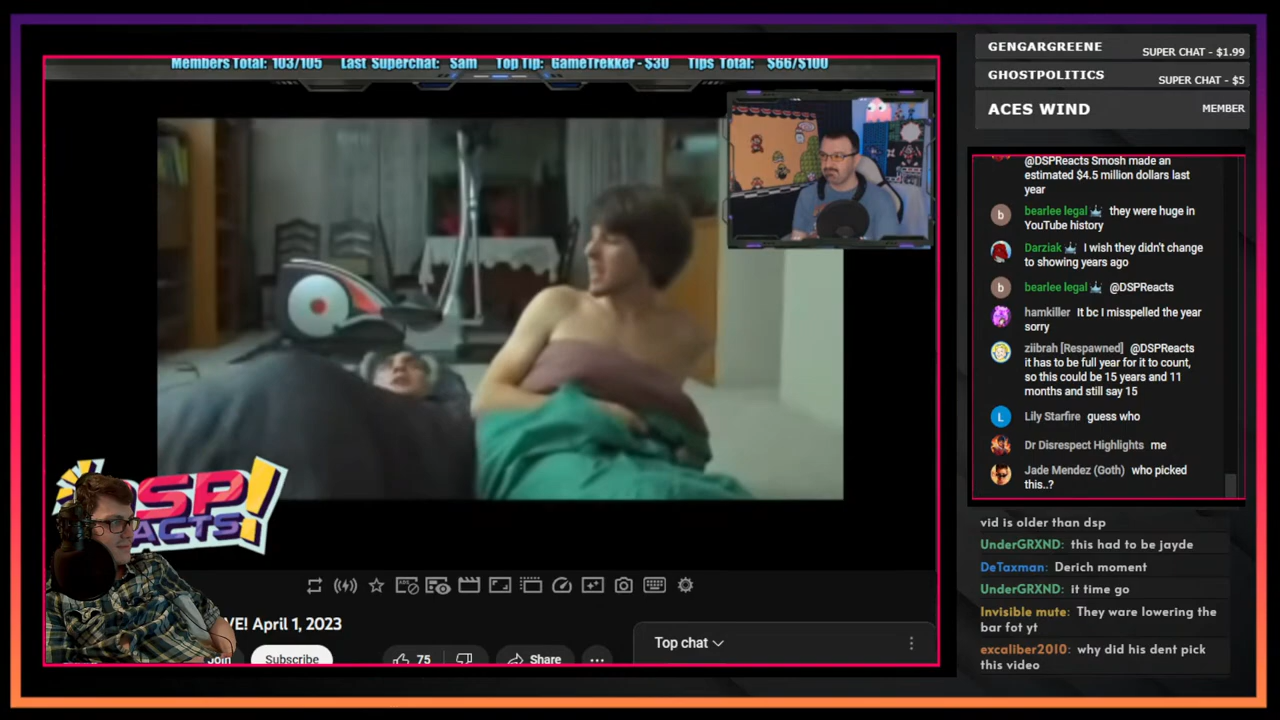 Members Total: 103/105 Last Superchat: Sam Top Tip: GameTrekker - $30 Tips Total: $66/$100
GENGARGREENE SUPER CHAT - $1.99
GHOSTPOLITICS SUPER CHAT - $5
ACES WIND MEMBER
@DSPReacts Smosh made an
estimated $4.5 million dollars last
year
b bearlee legal they were huge in
YouTube history
Darziak I wish they didn't change
to showing years ago
b bearlee legal @DSPReacts
hamkiller It bc I misspelled the year
sorry
ziibrah [Respawned] @DSPReacts
it has to be full year for it to count,
so this could be 15 years and 11
months and still say 15
L Lily Starfire guess who
Dr Disrespect Highlights me
Jade Mendez (Goth) who picked
this..?
vid is older than dsp
UnderGRXND: this had to be jayde
DeTaxman: Derich moment
UnderGRXND: it time go
Invisible mute: They ware lowering the
bar fot yt
excaliber2010: why did his dent pick
this video
DSP!
ACTS!
VE! April 1, 2023
Join Subscribe 75 Share ...
Top chat